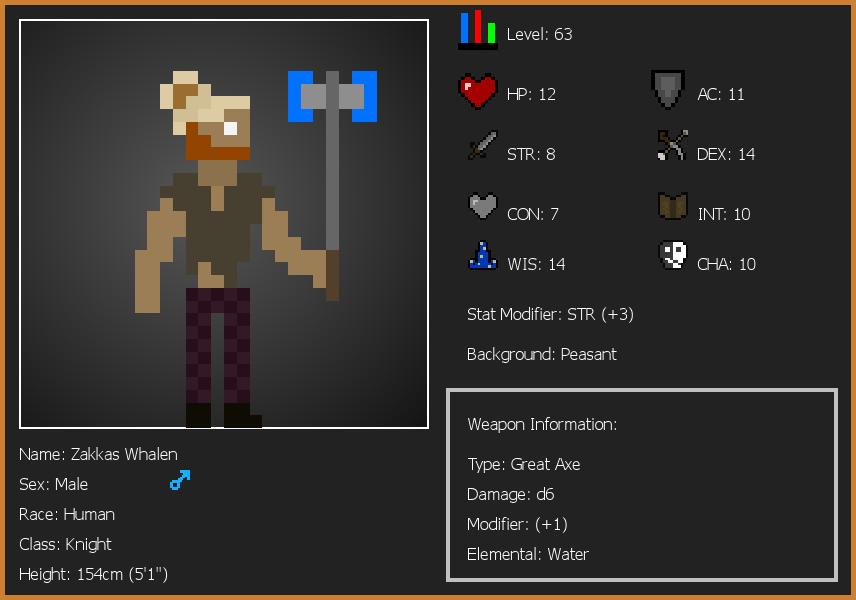 Level: 63
HP: 12
AC: 11
STR: 8
DEX: 14
CON: 7
INT: 10
WIS: 14
CHA: 10
Stat Modifier: STR (+3)
Background: Peasant
Weapon Information:
Type: Great Axe
Damage: d6
Modifier: (+1)
Elemental: Water
Name: Zakkas Whalen
Sex: Male
Race: Human
Class: Knight
Height: 154cm (5'1")